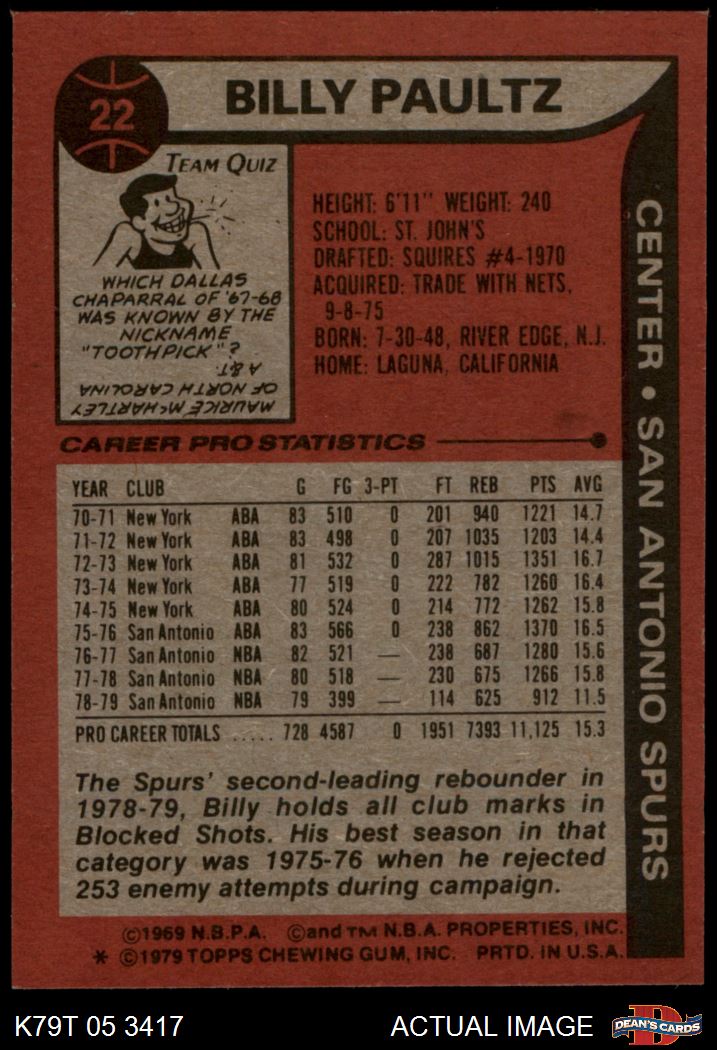 22
BILLY PAULTZ
TEAM QUIZ
WHICH DALLAS
CHAPARRAL OF '67-68
WAS KNOWN BY THE
NICKNAME
"TOOTHPICK"?
MAURICE McHARTLEY
OF NORTH CAROLINA
A&T.
HEIGHT: 6'11" WEIGHT: 240
SCHOOL: ST. JOHN'S
DRAFTED: SQUIRES #4-1970
ACQUIRED: TRADE WITH NETS,
9-8-75
BORN: 7-30-48, RIVER EDGE, N.J.
HOME: LAGUNA, CALIFORNIA
CENTER • SAN ANTONIO SPURS
CAREER PRO STATISTICS
YEAR CLUB G FG 3-PT FT REB PTS AVG
70-71 New York ABA 83 510 0 201 940 1221 14.7
71-72 New York ABA 83 498 0 207 1035 1203 14.4
72-73 New York ABA 81 532 0 287 1015 1351 16.7
73-74 New York ABA 77 519 0 222 782 1260 16.4
74-75 New York ABA 80 524 0 214 772 1262 15.8
75-76 San Antonio ABA 83 566 0 238 862 1370 16.5
76-77 San Antonio NBA 82 521 — 238 687 1280 15.6
77-78 San Antonio NBA 80 518 — 230 675 1266 15.8
78-79 San Antonio NBA 79 399 — 114 625 912 11.5
PRO CAREER TOTALS ..... 728 4587 0 1951 7393 11,125 15.3
The Spurs' second-leading rebounder in
1978-79, Billy holds all club marks in
Blocked Shots. His best season in that
category was 1975-76 when he rejected
253 enemy attempts during campaign.
©1969 N.B.P.A. ©and TM N.B.A. PROPERTIES, INC.
* ©1979 TOPPS CHEWING GUM, INC. PRTD. IN U.S.A.
K79T 05 3417 ACTUAL IMAGE DEAN'S CARDS